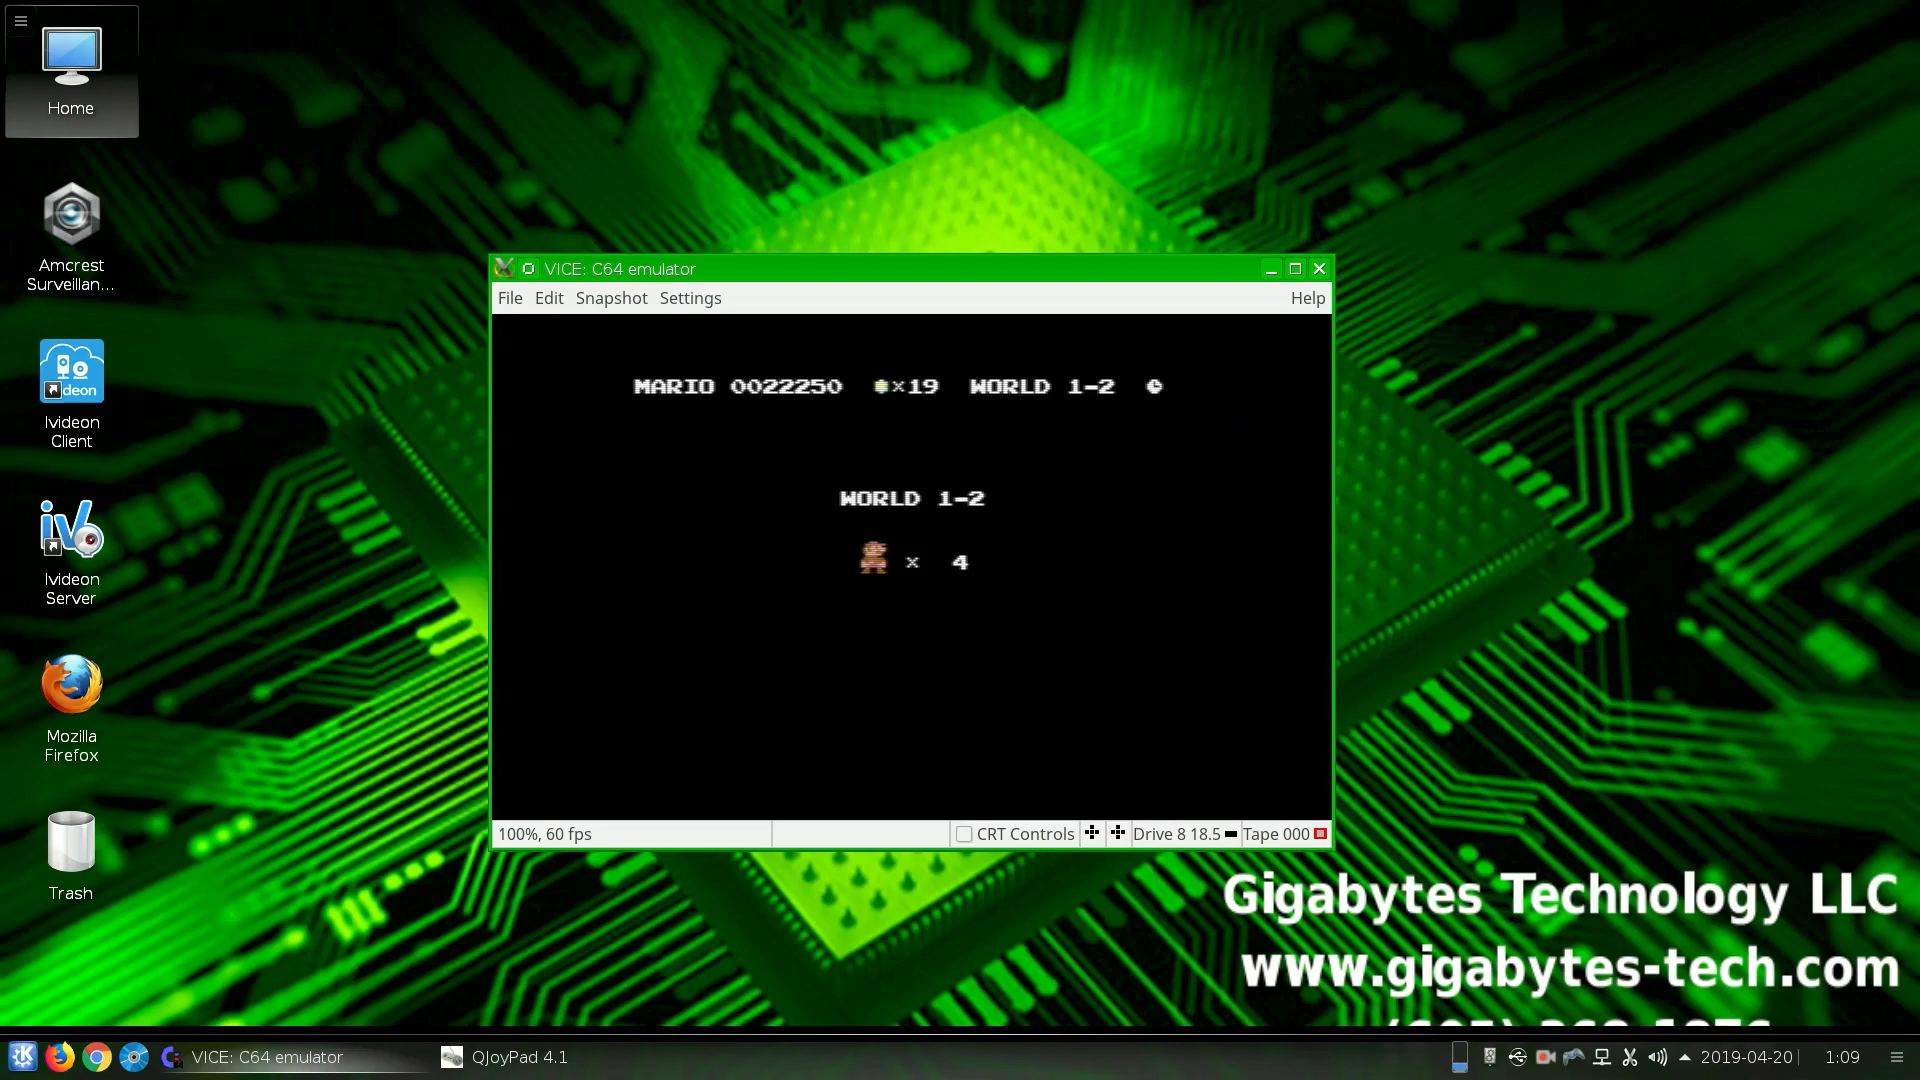 Home
Amcrest
Surveillan...
deon
Ivideon
Client
iv
Ivideon
Server
Mozilla
Firefox
Trash
VICE: C64 emulator
File Edit Snapshot Settings Help
MARIO 0022250 ×19 WORLD 1-2
WORLD 1-2
× 4
100%, 60 fps CRT Controls Drive 8 18.5 Tape 000
Gigabytes Technology LLC
www.gigabytes-tech.com
VICE: C64 emulator QJoyPad 4.1 2019-04-20 1:09